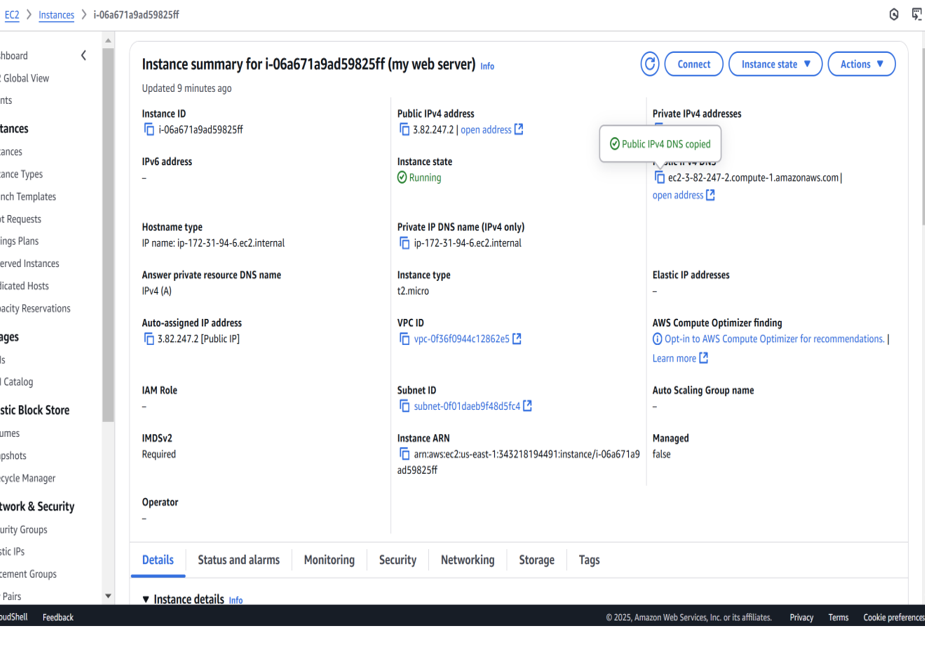 EC2 > Instances > i-06a671a9ad59825ff
hboard
Global View
nts
tances
ances
ance Types
nch Templates
ot Requests
ings Plans
erved Instances
licated Hosts
pacity Reservations
ages
Is
I Catalog
stic Block Store
umes
pshots
ecycle Manager
twork & Security
urity Groups
stic IPs
cement Groups
Pairs
Instance summary for i-06a671a9ad59825ff (my web server) Info
Connect
Instance state ▼
Actions ▼
Updated 9 minutes ago
Instance ID
i-06a671a9ad59825ff
Public IPv4 address
3.82.247.2 | open address
Private IPv4 addresses
Public IPv4 DNS copied
IPv6 address
–
Instance state
Running
Public IPv4 DNS
ec2-3-82-247-2.compute-1.amazonaws.com |
open address
Hostname type
IP name: ip-172-31-94-6.ec2.internal
Private IP DNS name (IPv4 only)
ip-172-31-94-6.ec2.internal
Answer private resource DNS name
IPv4 (A)
Instance type
t2.micro
Elastic IP addresses
–
Auto-assigned IP address
3.82.247.2 [Public IP]
VPC ID
vpc-0f36f0944c12862e5
AWS Compute Optimizer finding
Opt-in to AWS Compute Optimizer for recommendations. |
Learn more
IAM Role
–
Subnet ID
subnet-0f01daeb9f48d5fc4
Auto Scaling Group name
–
IMDSv2
Required
Instance ARN
arn:aws:ec2:us-east-1:343218194491:instance/i-06a671a9
ad59825ff
Managed
false
Operator
–
Details
Status and alarms
Monitoring
Security
Networking
Storage
Tags
▼ Instance details Info
oudShell
Feedback
© 2025, Amazon Web Services, Inc. or its affiliates.
Privacy
Terms
Cookie preferences